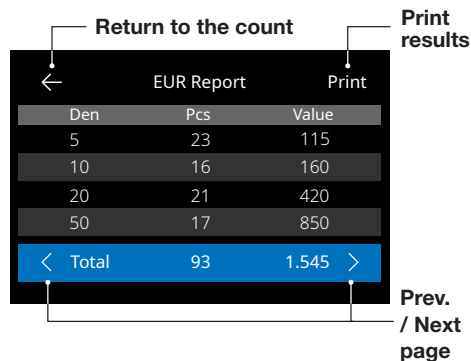 Return to the count
Print
results
EUR Report Print
Den Pcs Value
5 23 115
10 16 160
20 21 420
50 17 850
Total 93 1.545
Prev.
/ Next
page